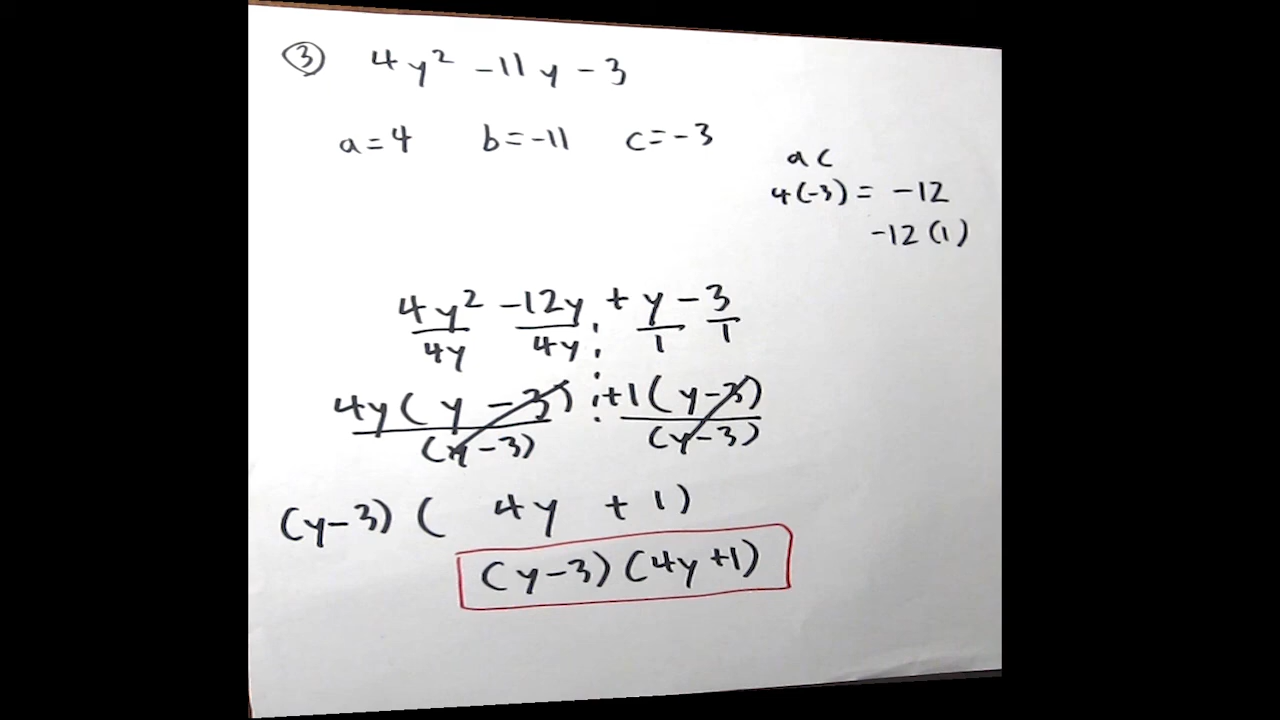 ③ 4y² -11y - 3
a=4 b=-11 c=-3
ac
4(-3) = -12
-12(1)
4y² -12y + y - 3
4y 4y 1 1
4y(y - 3) +1(y-3)
(y-3) (y-3)
(y-3)( 4y + 1)
(y-3)(4y+1)